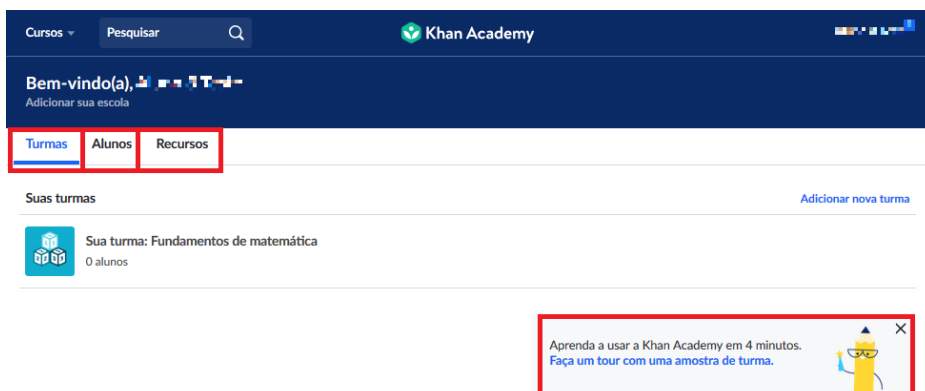 Cursos Pesquisar Khan Academy
Bem-vindo(a),
Adicionar sua escola
Turmas Alunos Recursos
Suas turmas Adicionar nova turma
Sua turma: Fundamentos de matemática
0 alunos
Aprenda a usar a Khan Academy em 4 minutos.
Faça um tour com uma amostra de turma.